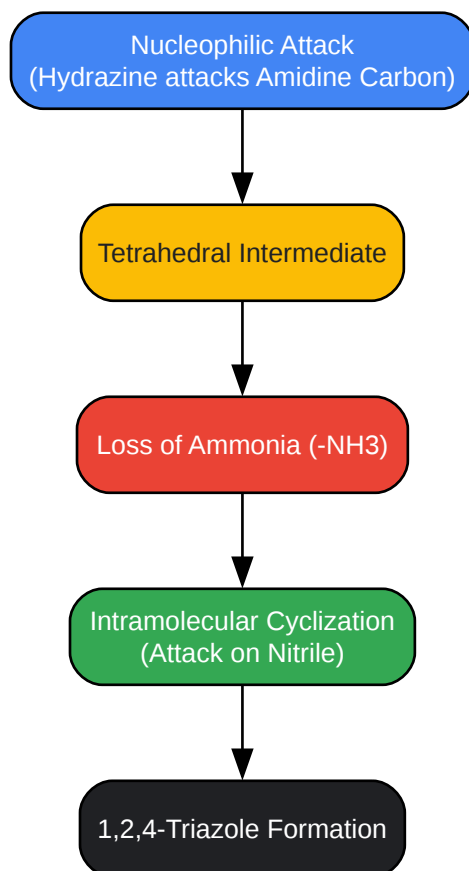 Nucleophilic Attack
(Hydrazine attacks Amidine Carbon)
Tetrahedral Intermediate
Loss of Ammonia (-NH3)
Intramolecular Cyclization
(Attack on Nitrile)
1,2,4-Triazole Formation